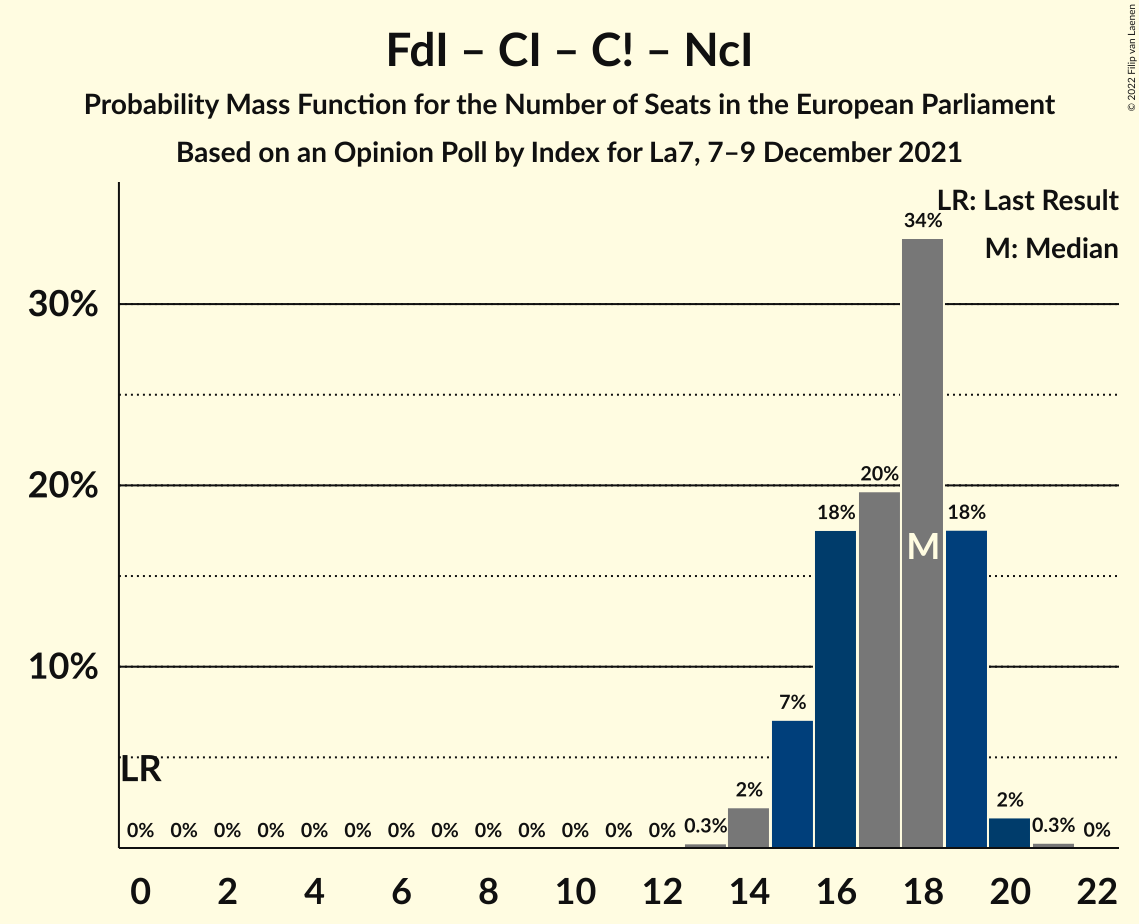 FdI – CI – C! – NcI
Probability Mass Function for the Number of Seats in the European Parliament
Based on an Opinion Poll by Index for La7, 7–9 December 2021
© 2022 Filip van Laenen
LR: Last Result
M: Median
30%
20%
10%
34%
20%
18%
18%
M
7%
LR
2%
2%
0% 0% 0% 0% 0% 0% 0% 0% 0% 0% 0% 0% 0% 0.3% 0.3% 0%
0 2 4 6 8 10 12 14 16 18 20 22